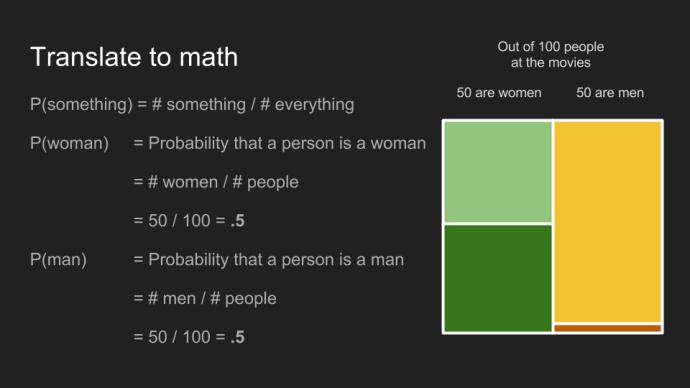 Translate to math
P(something) = # something / # everything
P(woman) = Probability that a person is a woman
= # women / # people
= 50 / 100 = .5
P(man) = Probability that a person is a man
= # men / # people
= 50 / 100 = .5
Out of 100 people
at the movies
50 are women 50 are men